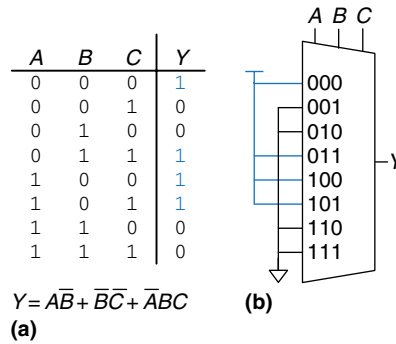 A B C Y
0 0 0 1
0 0 1 0
0 1 0 0
0 1 1 1
1 0 0 1
1 0 1 1
1 1 0 0
1 1 1 0
Y = AB̅ + B̅C̅ + A̅BC
(a)
A B C
000
001
010
011
100
101
110
111
Y
(b)